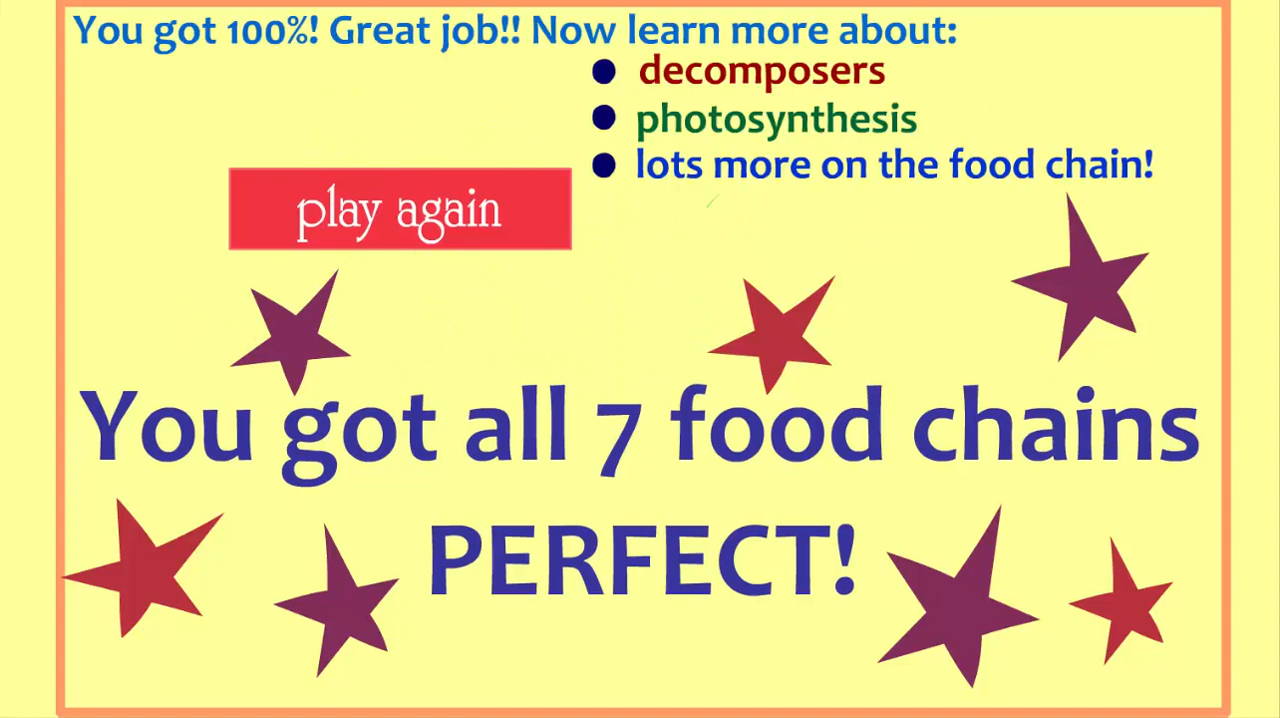 You got 100%! Great job!! Now learn more about:
● decomposers
● photosynthesis
● lots more on the food chain!
play again
You got all 7 food chains
PERFECT!